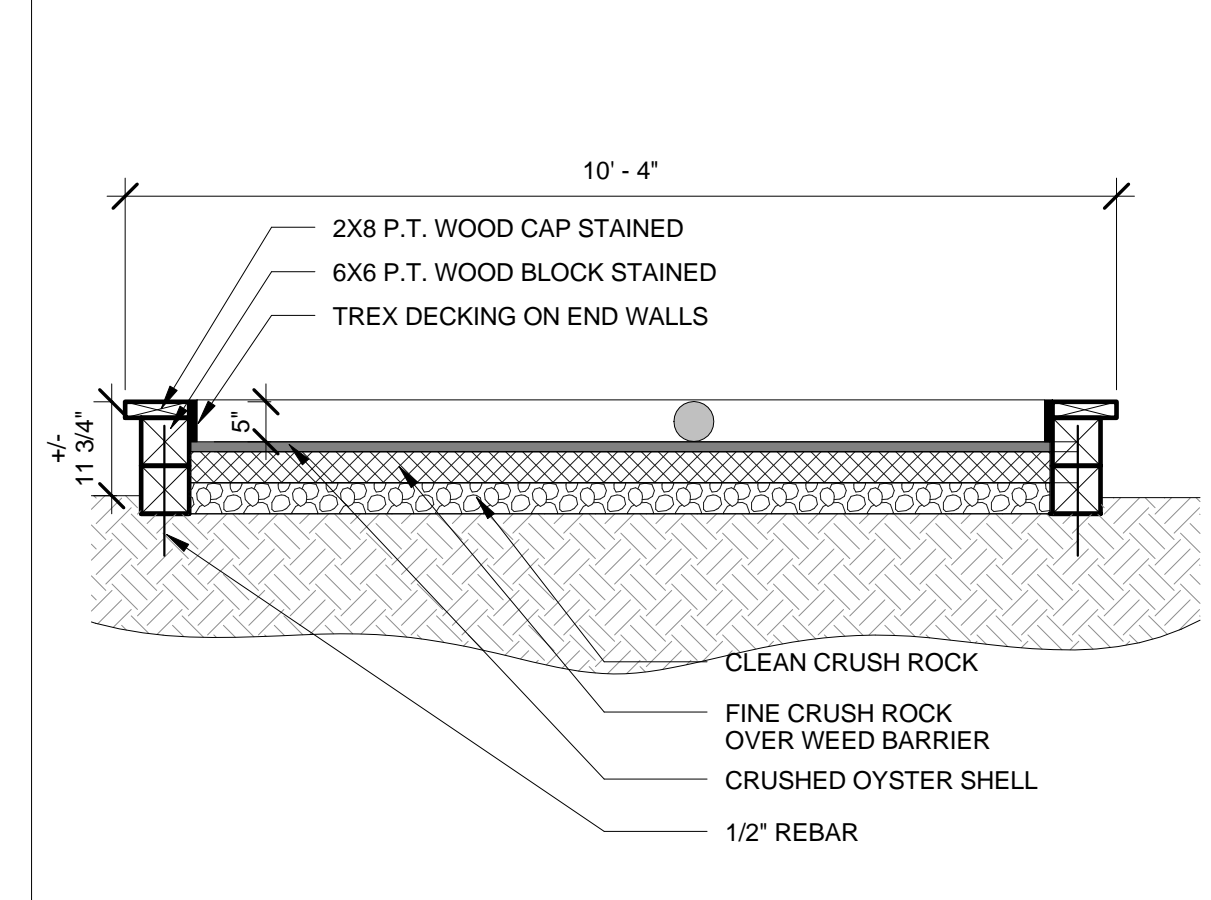 10' - 4"
2X8 P.T. WOOD CAP STAINED
6X6 P.T. WOOD BLOCK STAINED
TREX DECKING ON END WALLS
+/-
11 3/4"
5"
CLEAN CRUSH ROCK
FINE CRUSH ROCK
OVER WEED BARRIER
CRUSHED OYSTER SHELL
1/2" REBAR